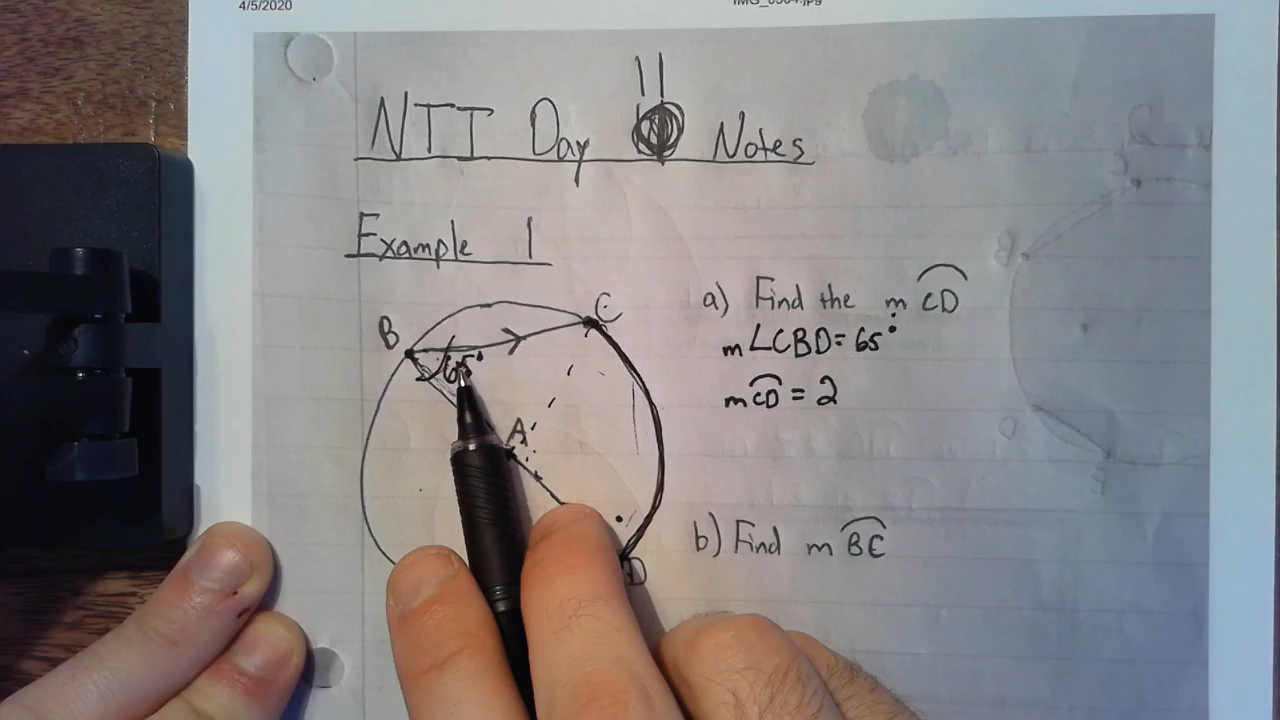 4/5/2020
NTI Day 11 Notes
Example 1
B
C
65°
A
D
a) Find the m CD
m∠CBD = 65°
mCD = 2
b) Find m BC